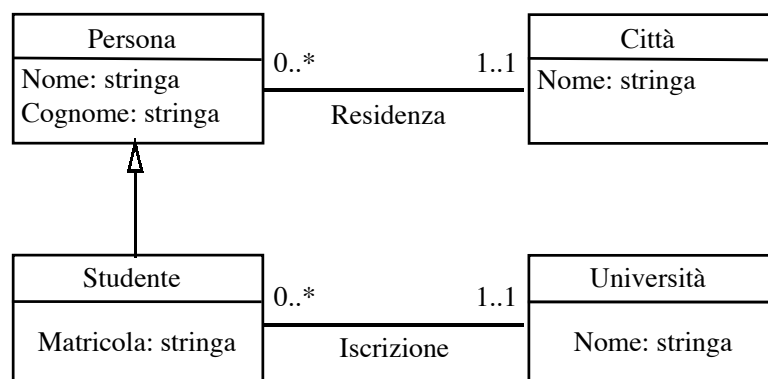 Persona
Nome: stringa
Cognome: stringa
0..*
1..1
Residenza
Città
Nome: stringa
Studente
Matricola: stringa
0..*
1..1
Iscrizione
Università
Nome: stringa